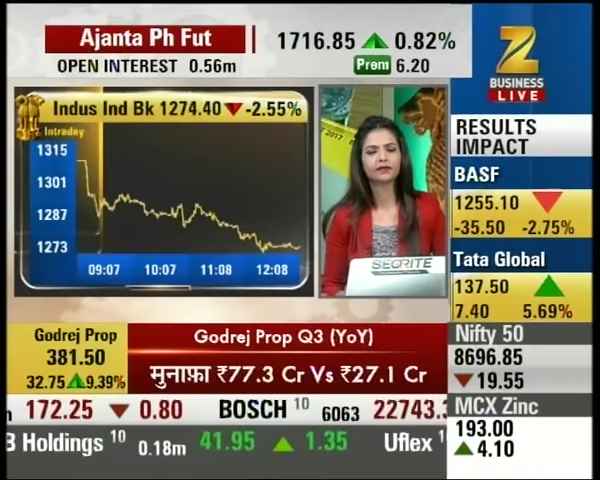 Ajanta Ph Fut
1716.85 0.82%
OPEN INTEREST 0.56m
Prem 6.20
Z
BUSINESS
LIVE
Indus Ind Bk 1274.40 -2.55%
Intraday
1315
1301
1287
1273
09:07 10:07 11:08 12:08
2017
SEQRITE
RESULTS
IMPACT
BASF
1255.10
-35.50 -2.75%
Tata Global
137.50
7.40 5.69%
Nifty 50
8696.85
19.55
MCX Zinc
193.00
4.10
Godrej Prop
381.50
32.75 9.39%
Godrej Prop Q3 (YoY)
मुनाफ़ा ₹77.3 Cr Vs ₹27.1 Cr
172.25 0.80 BOSCH 10 6063 22743.3
B Holdings 10 0.18m 41.95 1.35 Uflex